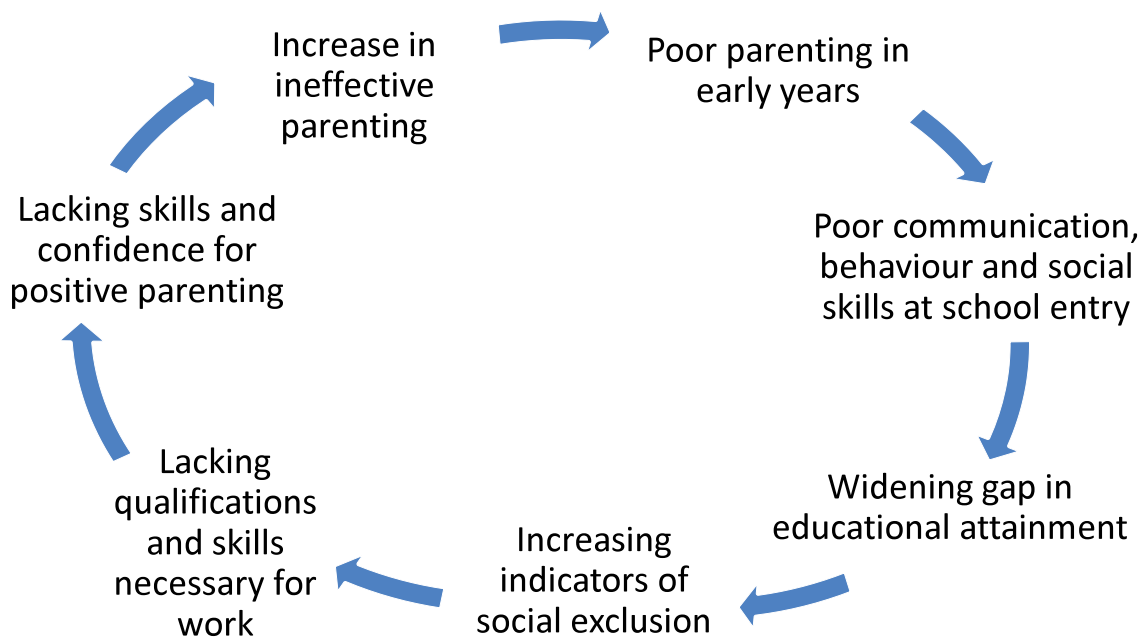 Increase in
ineffective
parenting
Poor parenting in
early years
Poor communication,
behaviour and social
skills at school entry
Widening gap in
educational attainment
Increasing
indicators of
social exclusion
Lacking
qualifications
and skills
necessary for
work
Lacking skills and
confidence for
positive parenting